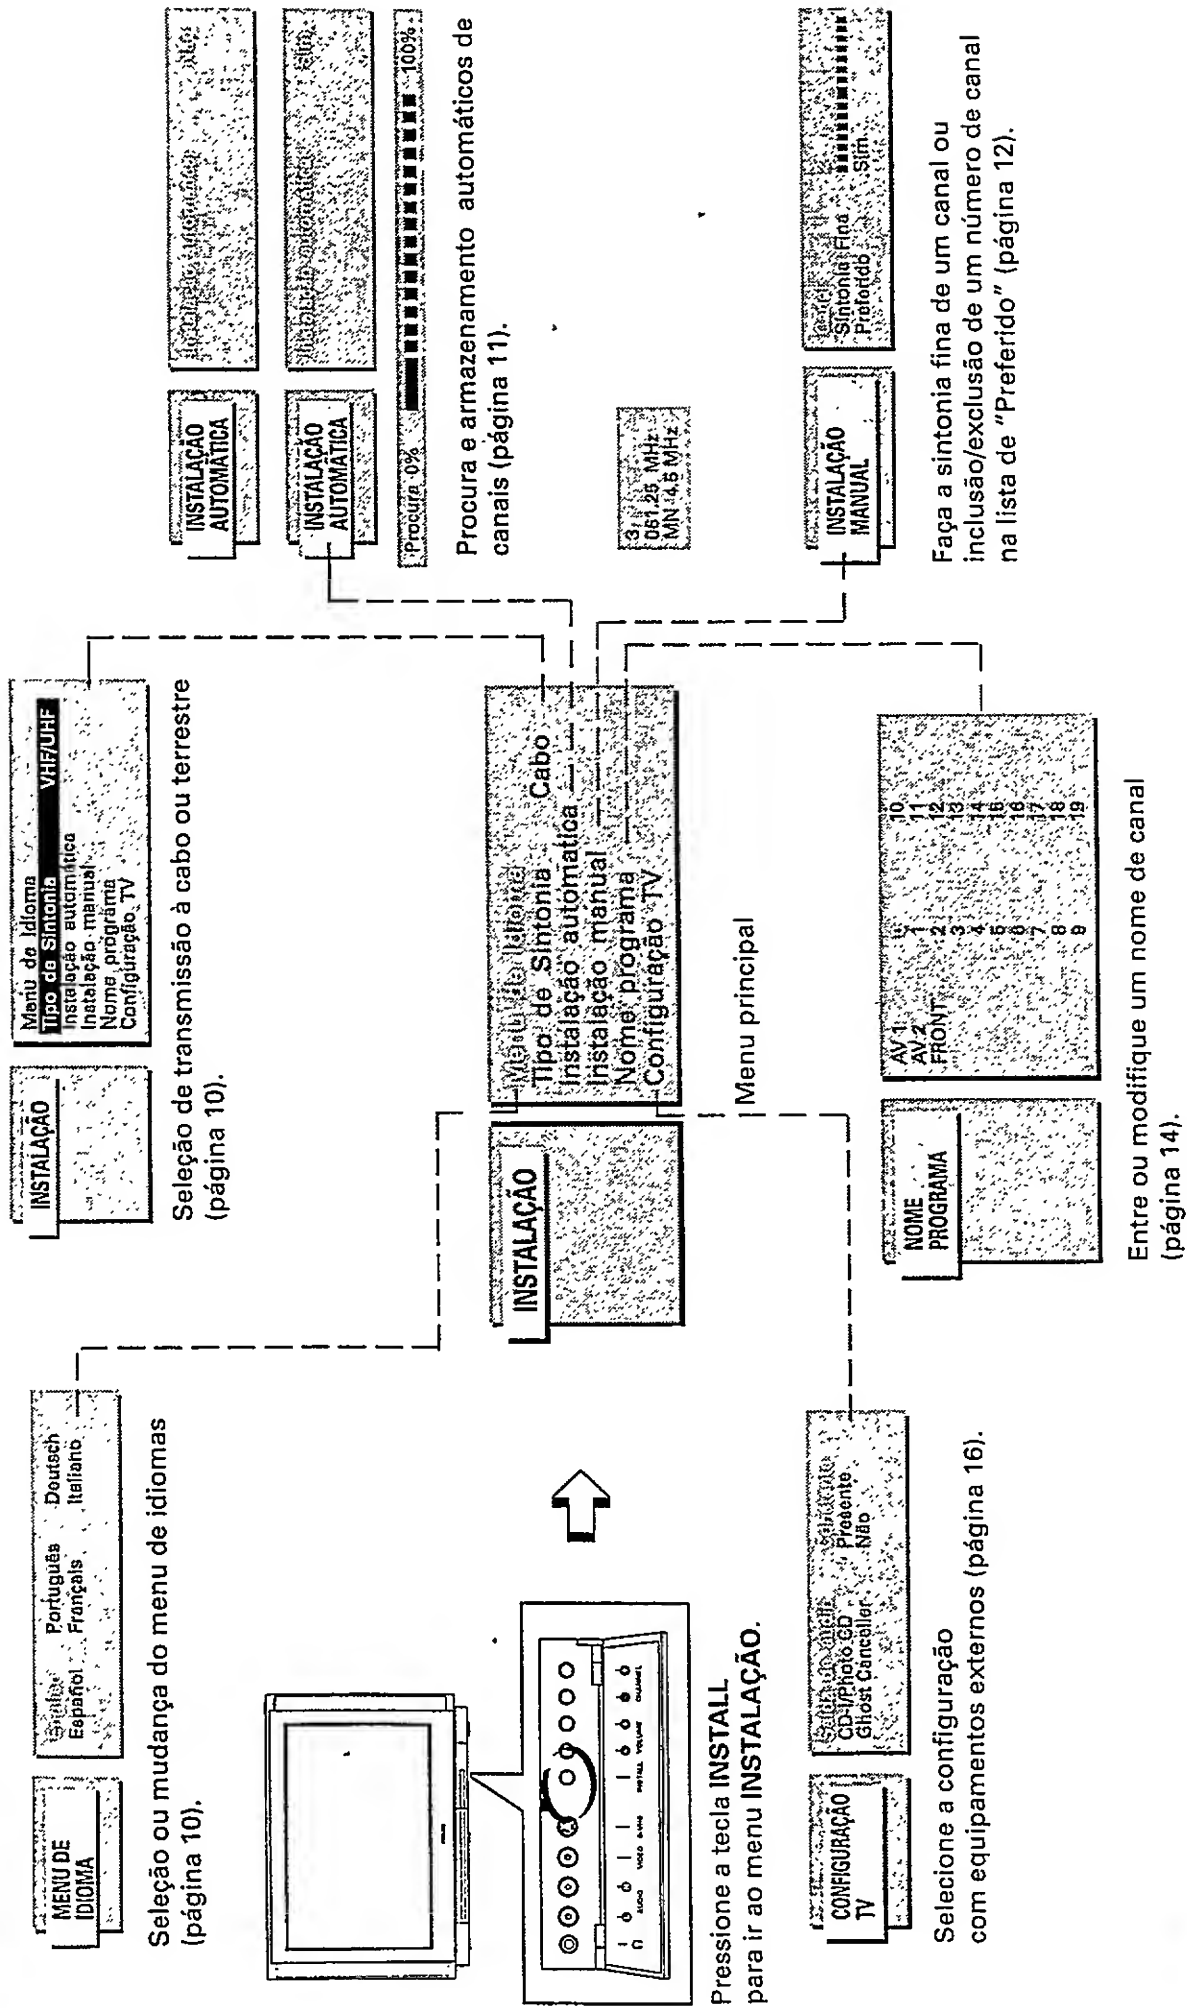 MENU DE
IDIOMA
English Português Deutsch
Español Français Italiano
Seleção ou mudança do menu de idiomas
(página 10).
INSTALAÇÃO
Menu de Idioma
Tipo de Sintonia VHF/UHF
Instalação automática
Instalação manual
Nome programa
Configuração TV
Seleção de transmissão à cabo ou terrestre
(página 10).
INSTALAÇÃO
AUTOMÁTICA
INSTALAÇÃO
AUTOMÁTICA
Procura 0% 100%
Procura e armazenamento automáticos de
canais (página 11).
AUDIO VIDEO S-VHS INSTALL VOLUME CHANNEL
Pressione a tecla INSTALL
para ir ao menu INSTALAÇÃO.
INSTALAÇÃO
Menu de Idioma
Tipo de Sintonia Cabo
Instalação automática
Instalação manual
Nome programa
Configuração TV
Menu principal
3
061.25 MHz
MN 4.5 MHz
INSTALAÇÃO
MANUAL
Sintonia Fina
Preferido Sim
Faça a sintonia fina de um canal ou
inclusão/exclusão de um número de canal
na lista de "Preferido" (página 12).
CONFIGURAÇÃO
TV
CD-I/Photo CD Presente
Ghost Canceller Não
Selecione a configuração
com equipamentos externos (página 16).
NOME
PROGRAMA
AV 1 0 10
AV 2 1 11
FRONT 2 12
3 13
4 14
5 15
6 16
7 17
8 18
9 19
Entre ou modifique um nome de canal
(página 14).